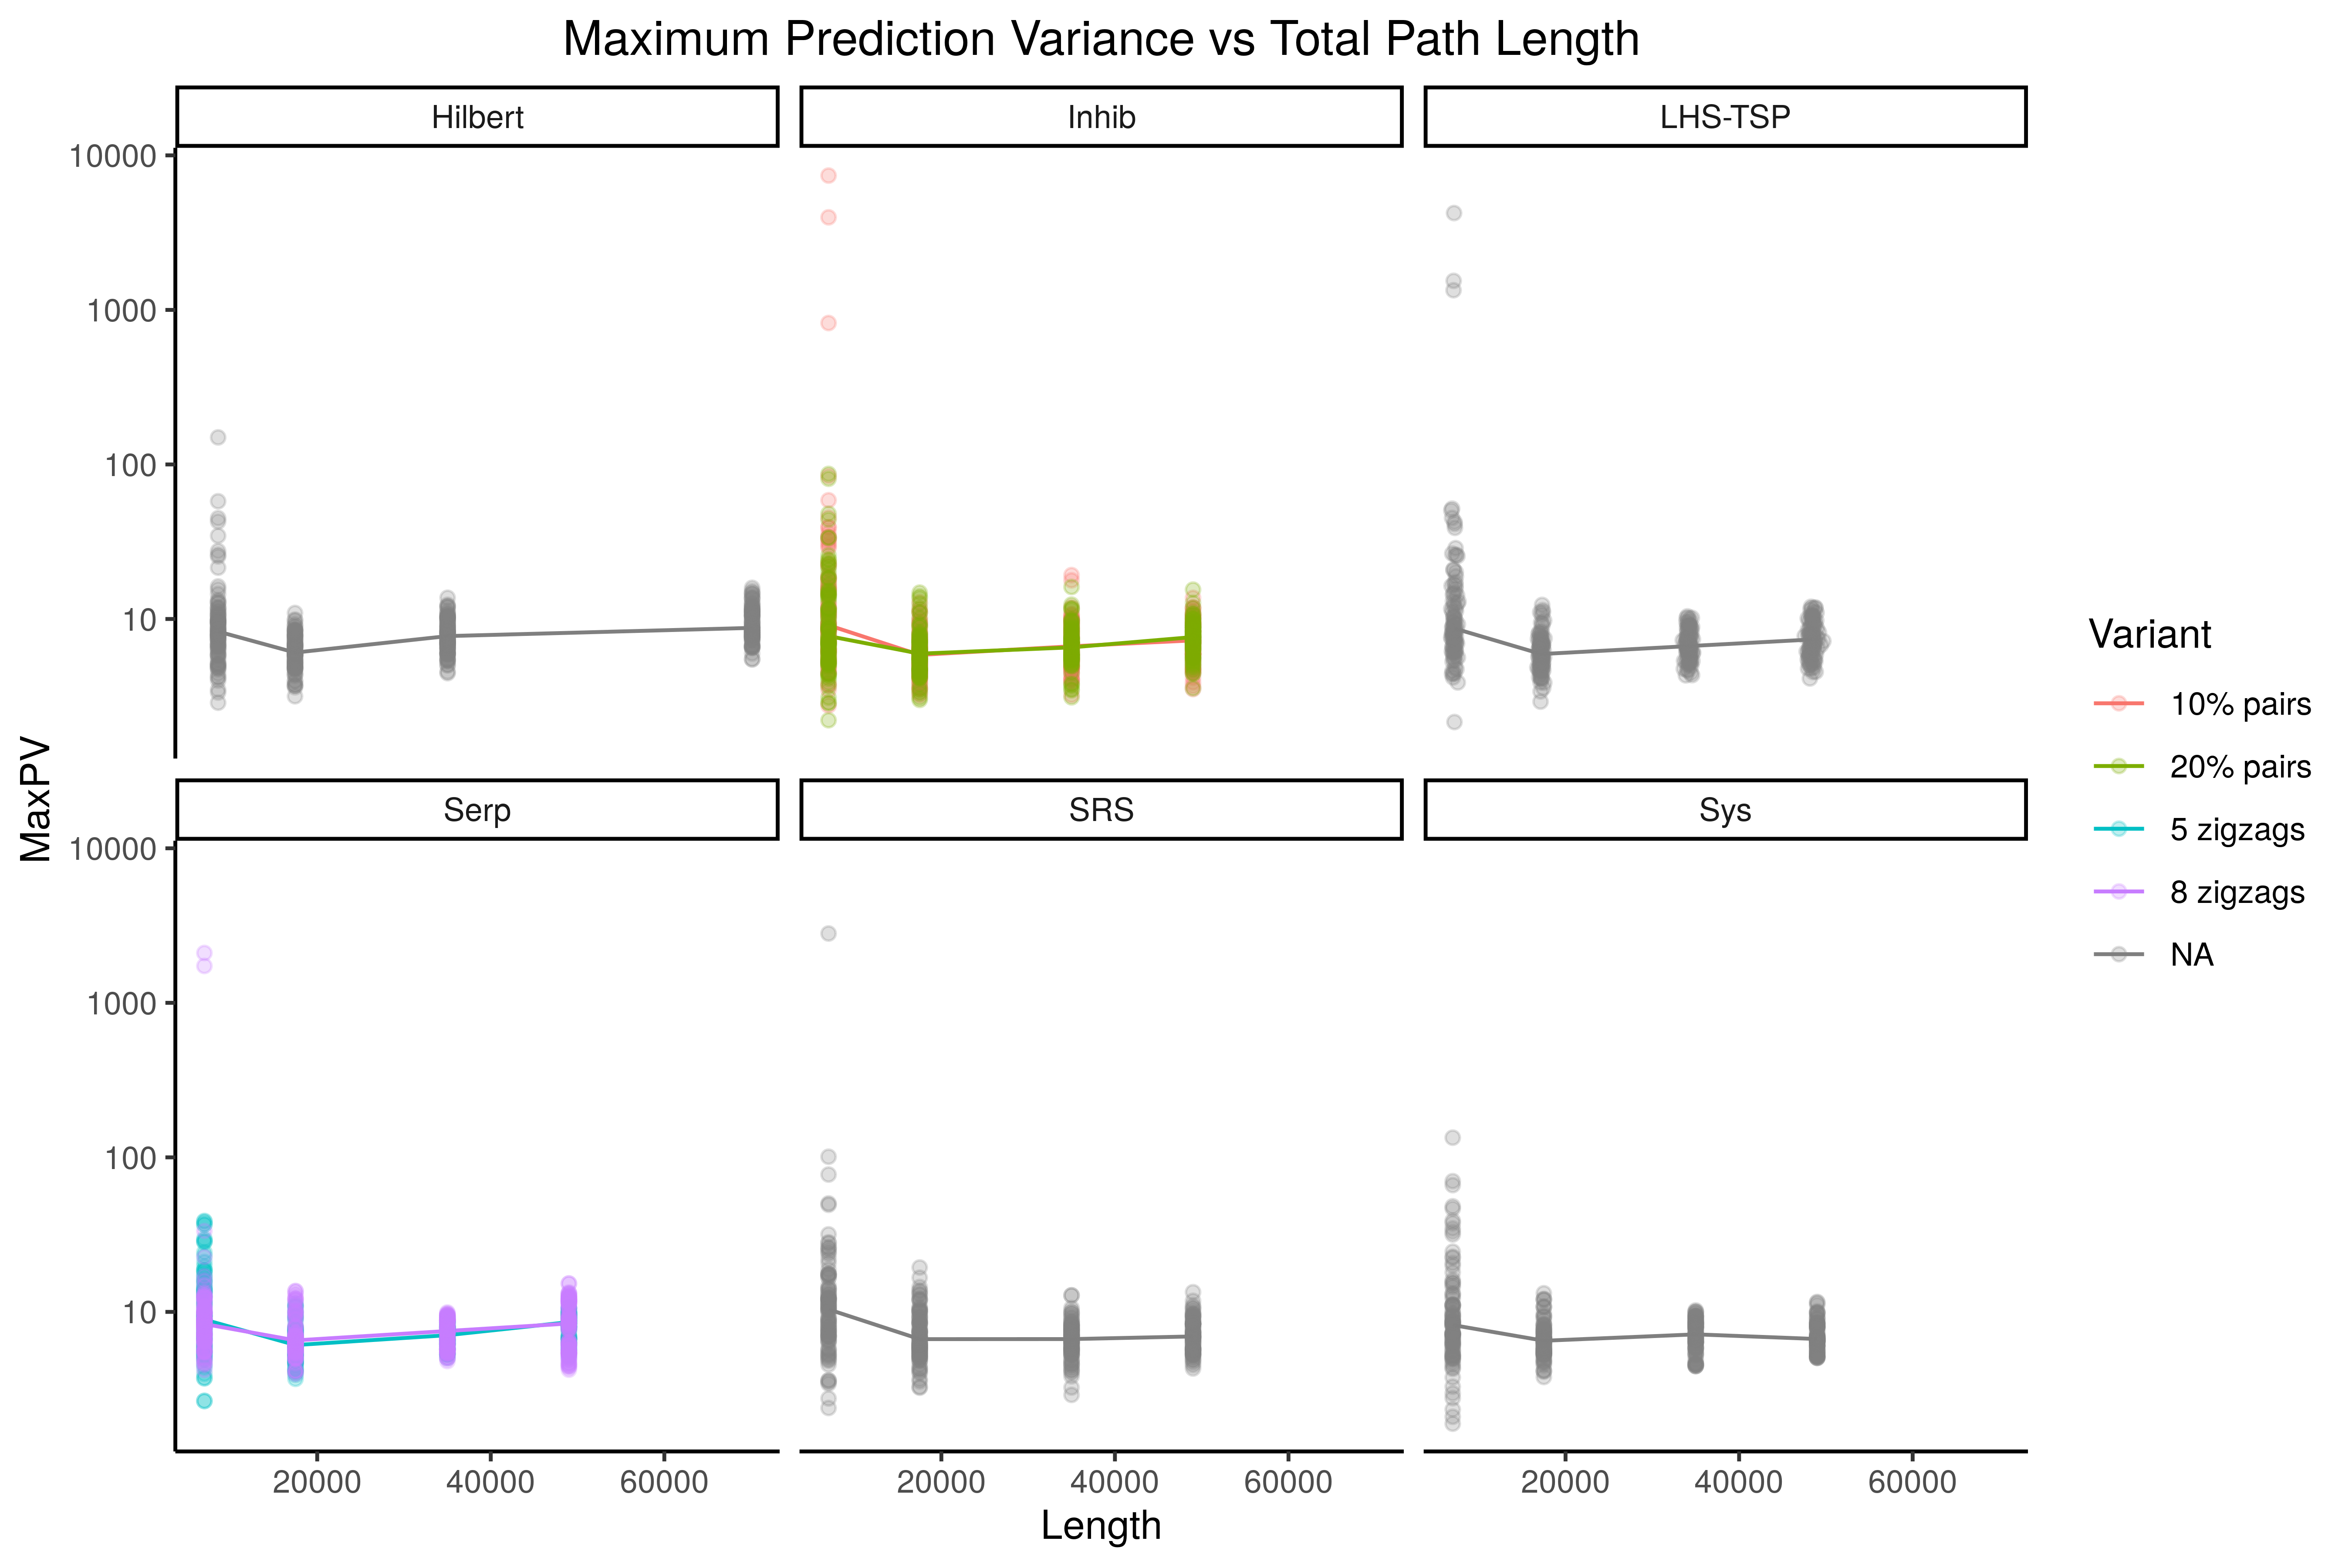 Maximum Prediction Variance vs Total Path Length
Hilbert
Inhib
LHS-TSP
10000
1000
100
10
Serp
SRS
Sys
10000
1000
100
10
MaxPV
20000
40000
60000
20000
40000
60000
20000
40000
60000
Length
Variant
10% pairs
20% pairs
5 zigzags
8 zigzags
NA